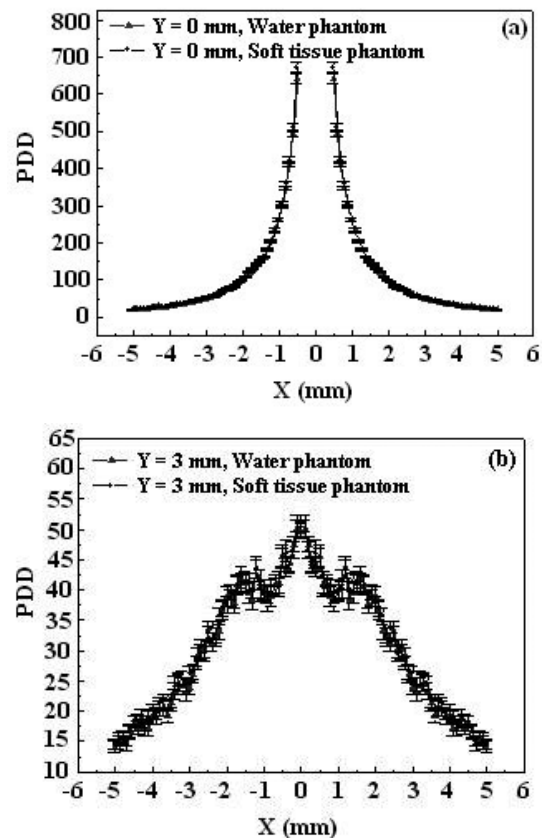 (a)
Y = 0 mm, Water phantom
Y = 0 mm, Soft tissue phantom
800
700
600
500
400
300
200
100
0
PDD
-6 -5 -4 -3 -2 -1 0 1 2 3 4 5 6
X (mm)
(b)
Y = 3 mm, Water phantom
Y = 3 mm, Soft tissue phantom
65
60
55
50
45
40
35
30
25
20
15
10
PDD
-6 -5 -4 -3 -2 -1 0 1 2 3 4 5 6
X (mm)